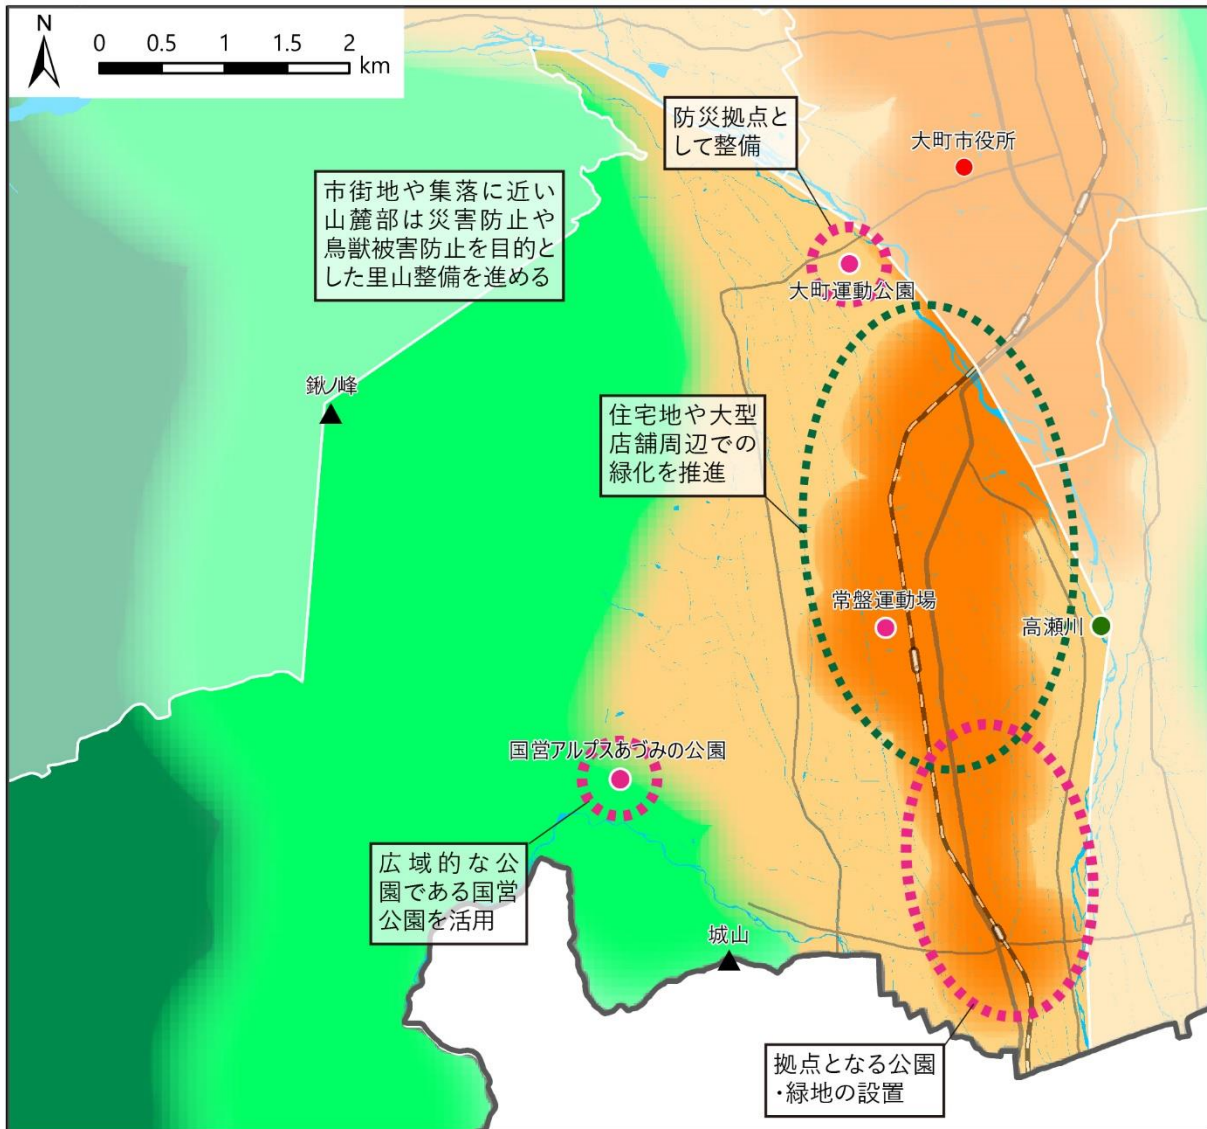 N
0 0.5 1 1.5 2
km
防災拠点と
して整備
大町市役所
市街地や集落に近い
山麓部は災害防止や
鳥獣被害防止を目的と
した里山整備を進める
大町運動公園
鍬ノ峰
住宅地や大型
店舗周辺での
緑化を推進
常盤運動場
高瀬川
国営アルプスあづみの公園
広域的な公
園である国営
公園を活用
城山
拠点となる公園
・緑地の設置